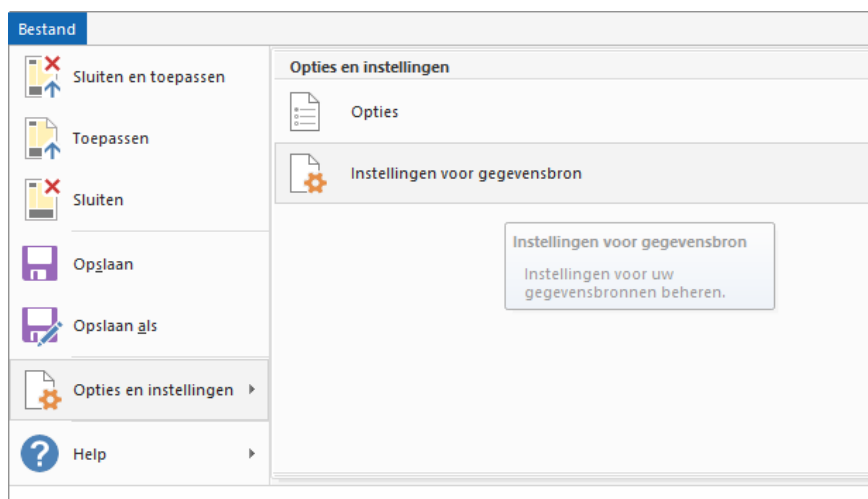 Bestand
Sluiten en toepassen
Toepassen
Sluiten
Opslaan
Opslaan als
Opties en instellingen
Help
Opties en instellingen
Opties
Instellingen voor gegevensbron
Instellingen voor gegevensbron
Instellingen voor uw
gegevensbronnen beheren.